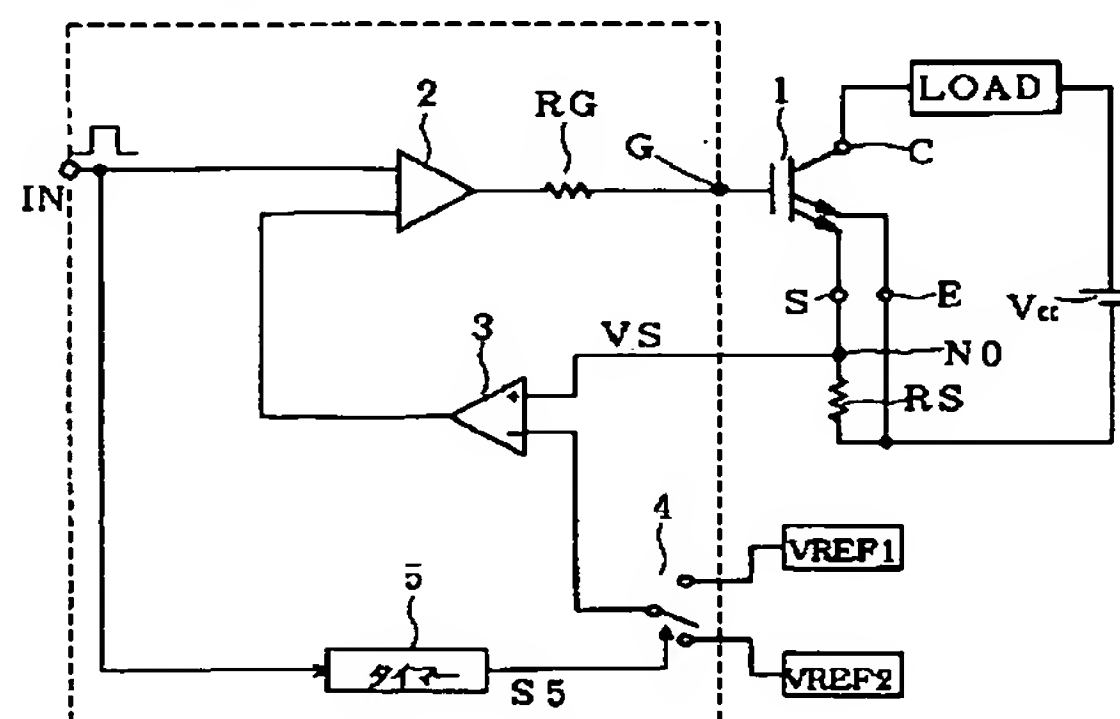 2
RG
1
LOAD
G
C
IN
S
E
Vcc
3
VS
N0
RS
+
−
4
VREF1
5
タイマー
S5
VREF2